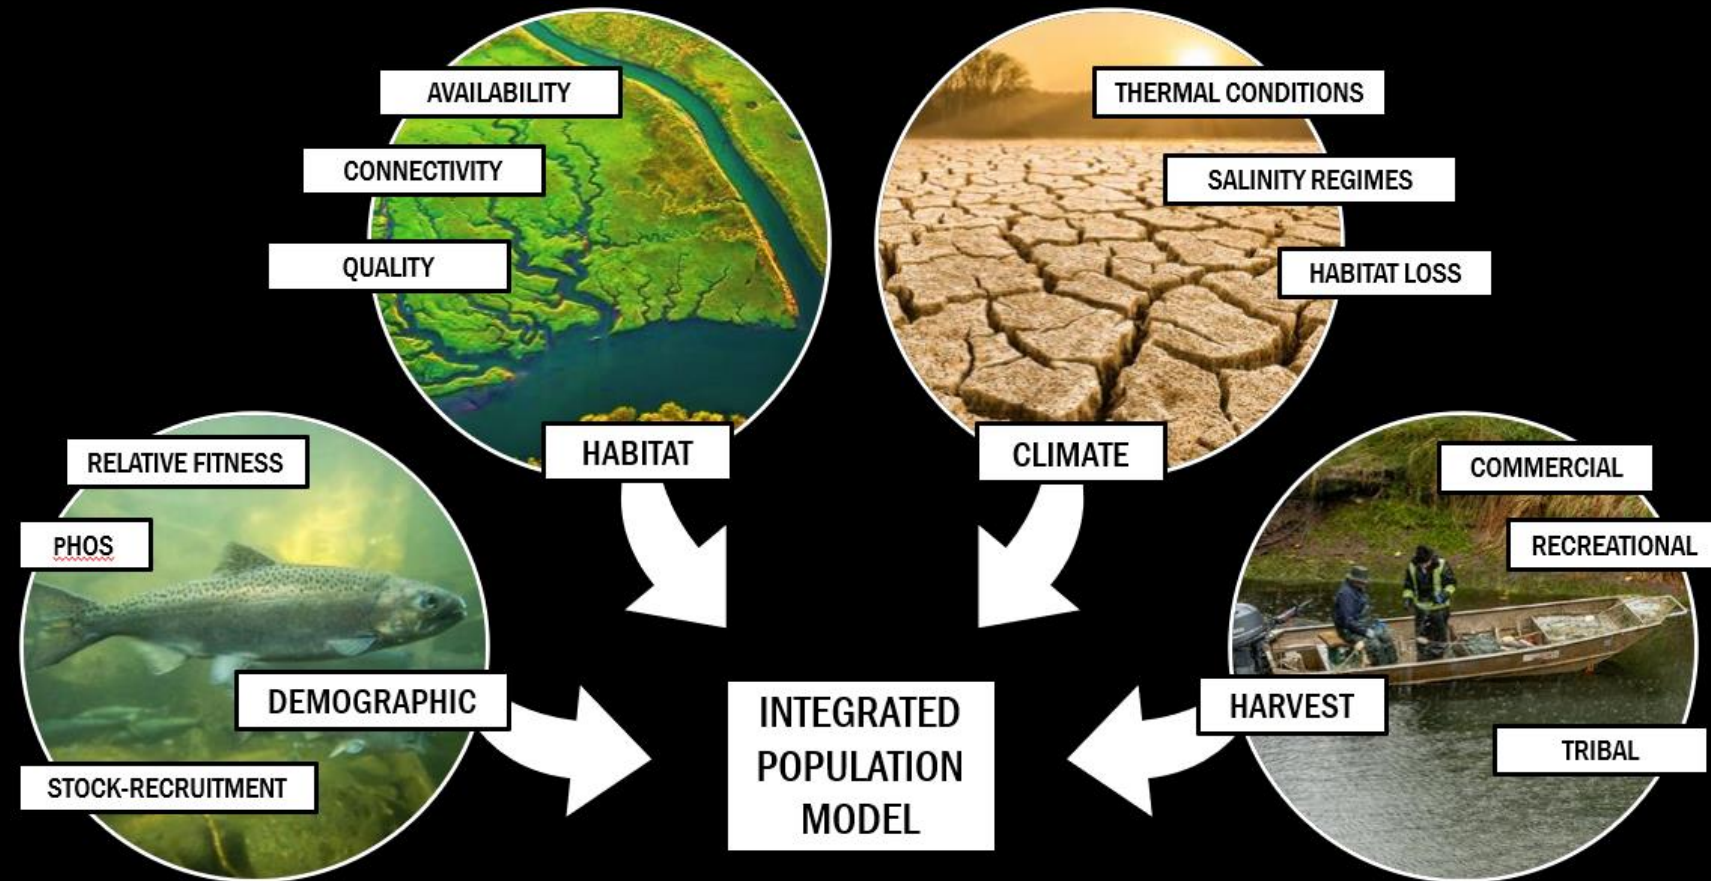 AVAILABILITY
CONNECTIVITY
QUALITY
HABITAT
THERMAL CONDITIONS
SALINITY REGIMES
HABITAT LOSS
CLIMATE
RELATIVE FITNESS
PHOS
DEMOGRAPHIC
STOCK-RECRUITMENT
COMMERCIAL
RECREATIONAL
HARVEST
TRIBAL
INTEGRATED
POPULATION
MODEL